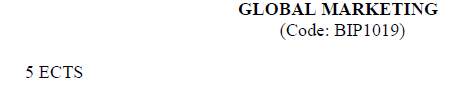 GLOBAL MARKETING
(Code: BIP1019)
5 ECTS